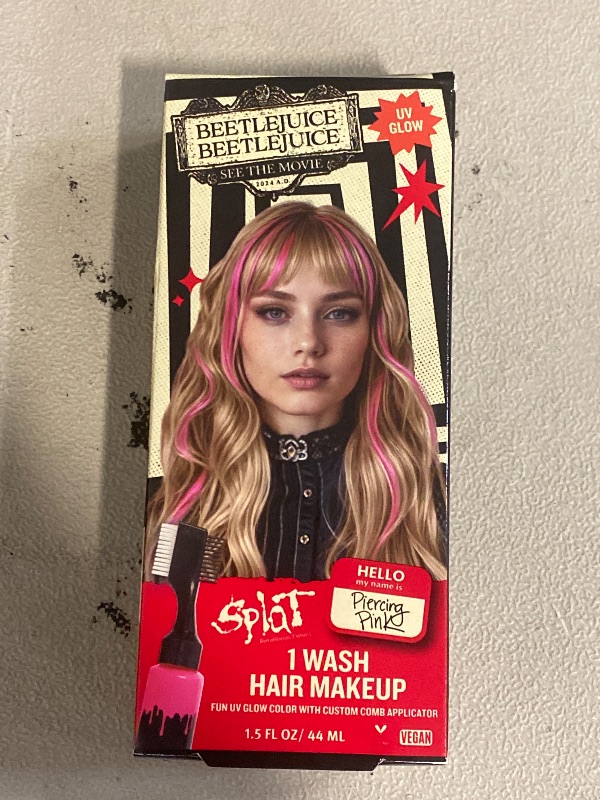 BEETLEJUICE
BEETLEJUICE
SEE THE MOVIE
2024 A.D.
UV
GLOW
HELLO
my name is
Piercing
Pink
Splat
1 WASH
HAIR MAKEUP
FUN UV GLOW COLOR WITH CUSTOM COMB APPLICATOR
1.5 FL OZ/ 44 ML
VEGAN